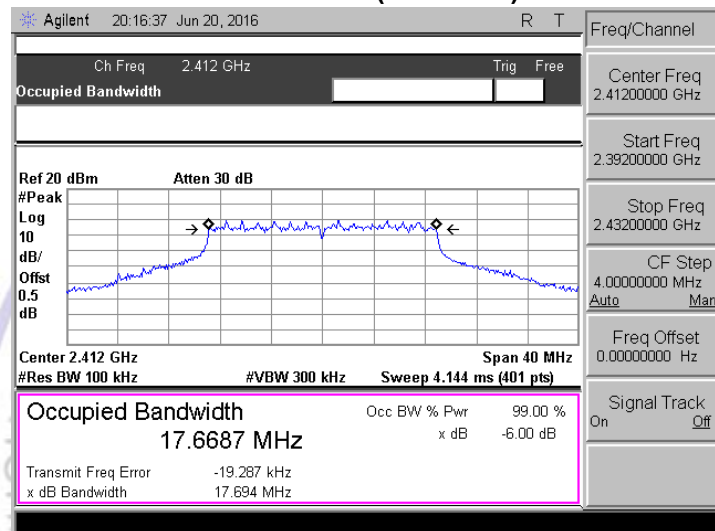 Agilent 20:16:37 Jun 20, 2016 R T
Freq/Channel
Ch Freq 2.412 GHz Trig Free
Occupied Bandwidth
Center Freq
2.41200000 GHz
Start Freq
2.39200000 GHz
Stop Freq
2.43200000 GHz
CF Step
4.00000000 MHz
Auto Man
Freq Offset
0.00000000 Hz
Signal Track
On Off
Ref 20 dBm Atten 30 dB
#Peak
Log
10
dB/
Offst
0.5
dB
Center 2.412 GHz Span 40 MHz
#Res BW 100 kHz #VBW 300 kHz Sweep 4.144 ms (401 pts)
Occupied Bandwidth Occ BW % Pwr 99.00 %
17.6687 MHz x dB -6.00 dB
Transmit Freq Error -19.287 kHz
x dB Bandwidth 17.694 MHz